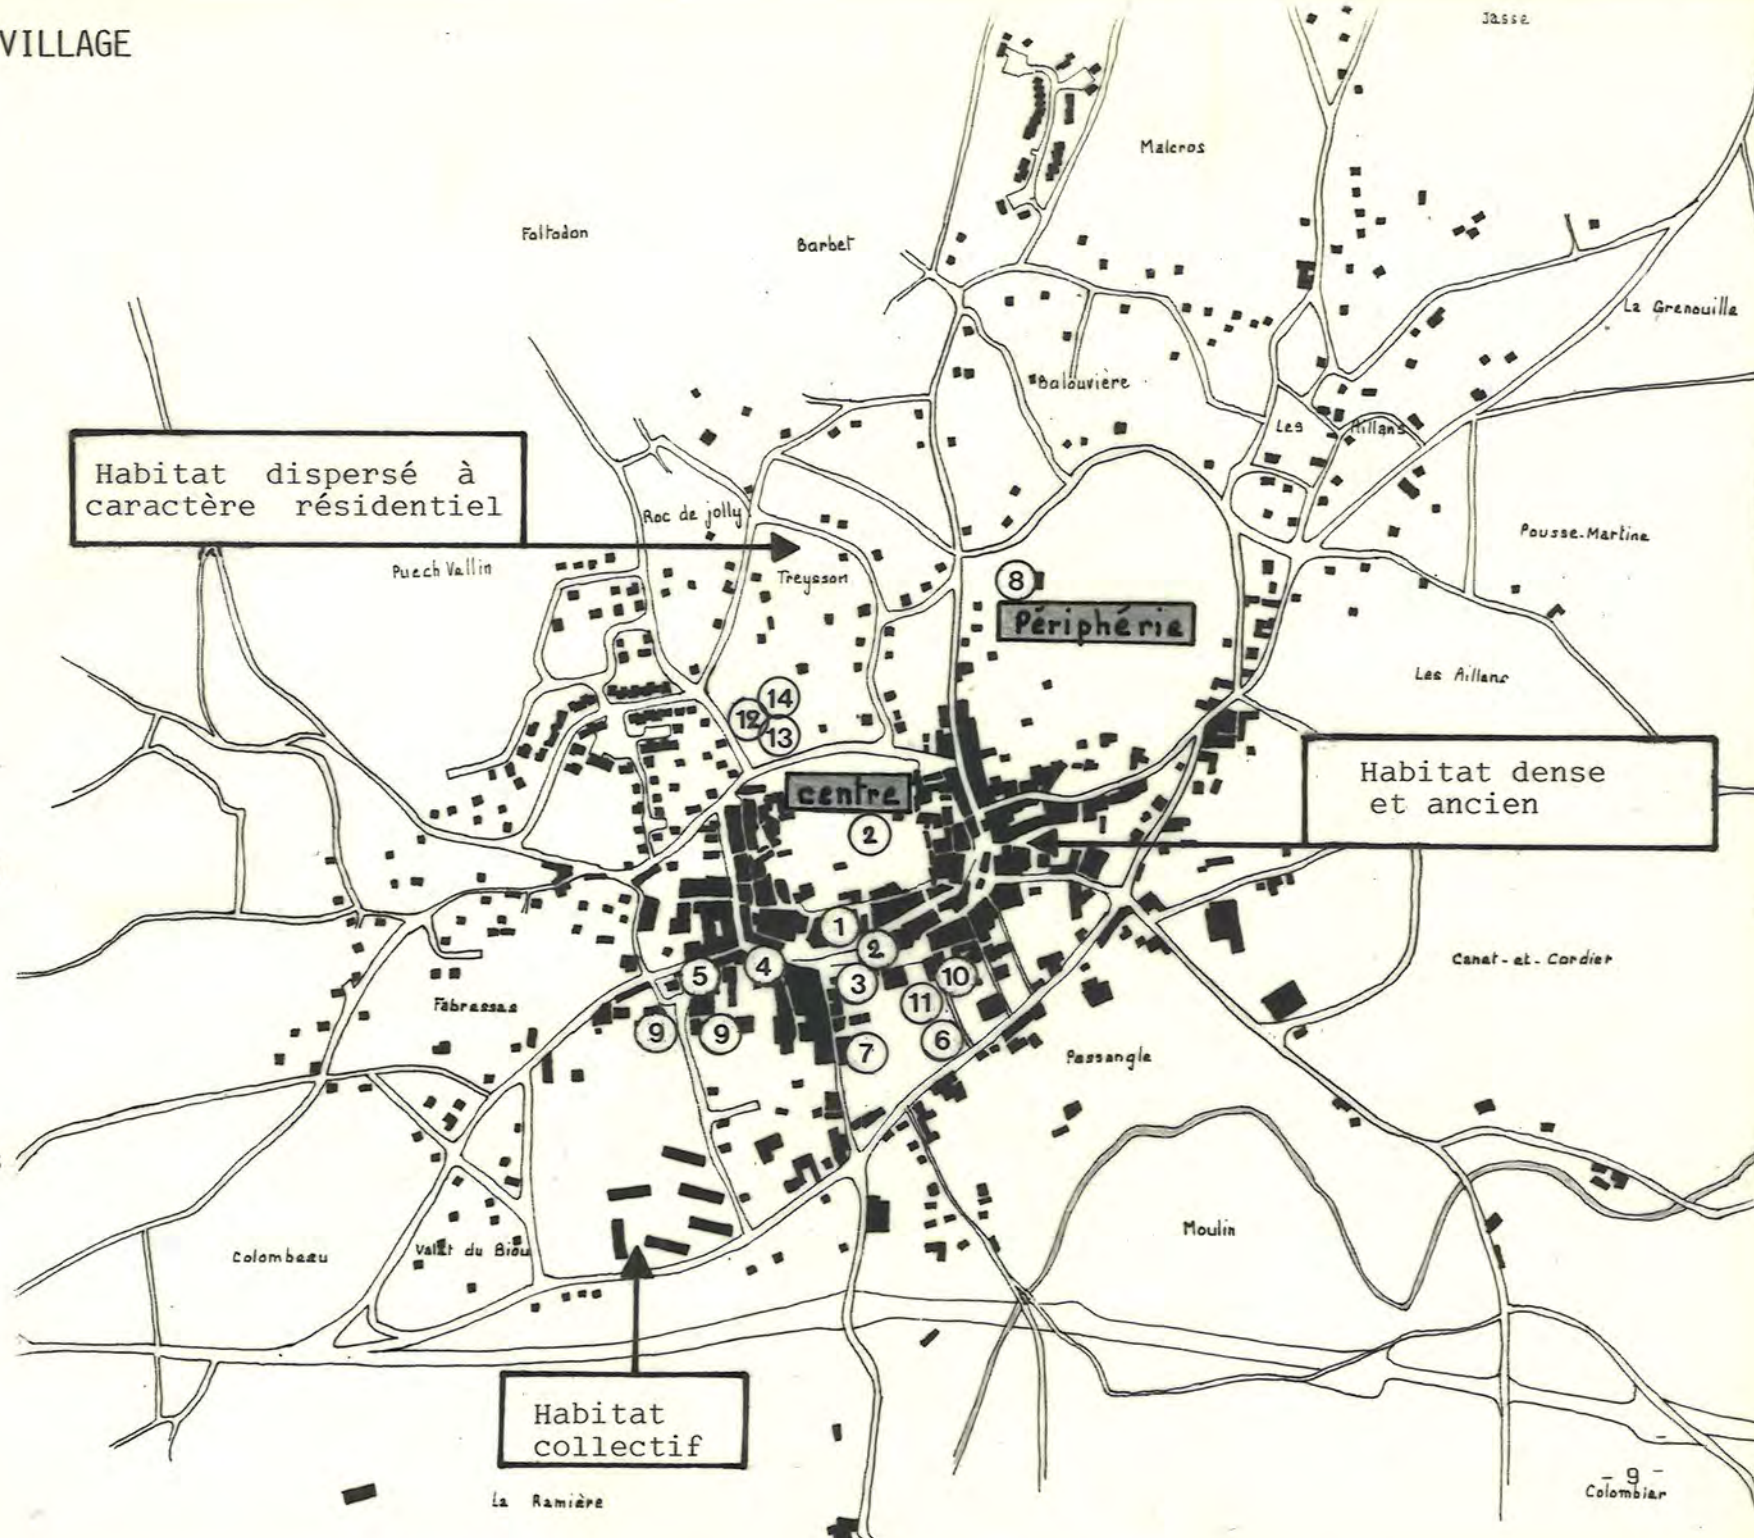 VILLAGE
Jasse
Malcros
Foltodon
Barbet
La Grenouille
Balouvière
Les Aillans
Habitat dispersé à
caractère résidentiel
Roc de jolly
Pousse-Martine
Puech Vallin
Treysson
8
Périphérie
Les Aillans
14
12
13
centre
Habitat dense
et ancien
2
1
2
4
5
3
10
11
Canet-et-Cordier
Fabressas
9
9
6
7
Passangle
Moulin
Colombeau
Valat du Biou
Habitat
collectif
- 9 -
Colombier
La Ramière